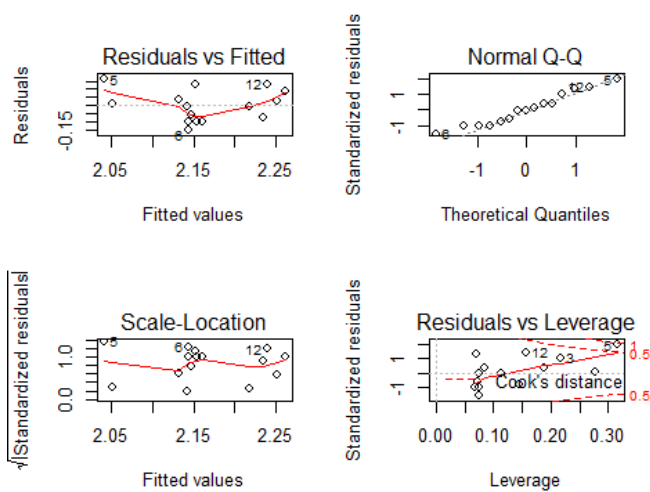 Residuals vs Fitted
Residuals
-0.15
5
12
6
2.05 2.15 2.25
Fitted values
Normal Q-Q
Standardized residuals
-1 1
5
12
6
-1 0 1
Theoretical Quantiles
Scale-Location
√|Standardized residuals|
0.0 1.0
5
6
12
2.05 2.15 2.25
Fitted values
Residuals vs Leverage
Standardized residuals
-1 1
12
3
5
1
0.5
Cook's distance
0.5
0.00 0.10 0.20 0.30
Leverage